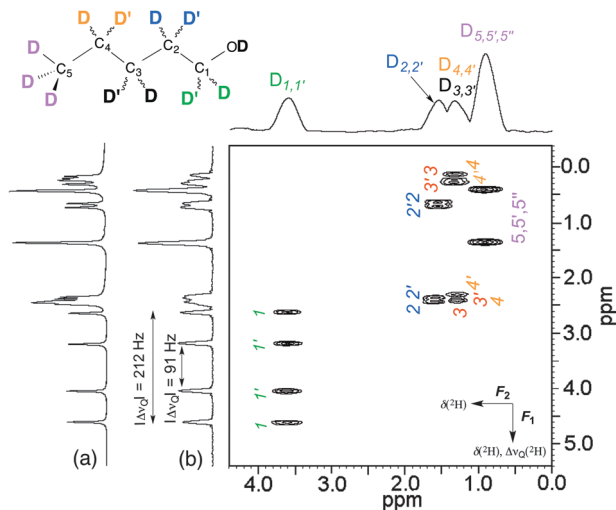 D D' D D'
D C4 C2 OD
C5 C3 C1
D
D D' D D' D
D1,1'
D2,2'
D4,4'
D3,3'
D5,5',5''
0.0
1.0
2.0
3.0
4.0
5.0
ppm
3' 3
4' 4
2' 2
5,5',5''
2 2'
3
3'
4'
4
1
1'
1'
1
|ΔνQ| = 212 Hz
|ΔνQ| = 91 Hz
(a) (b)
F2
δ(²H)
F1
δ(²H), ΔνQ(²H)
4.0 3.0 2.0 1.0 0.0
ppm